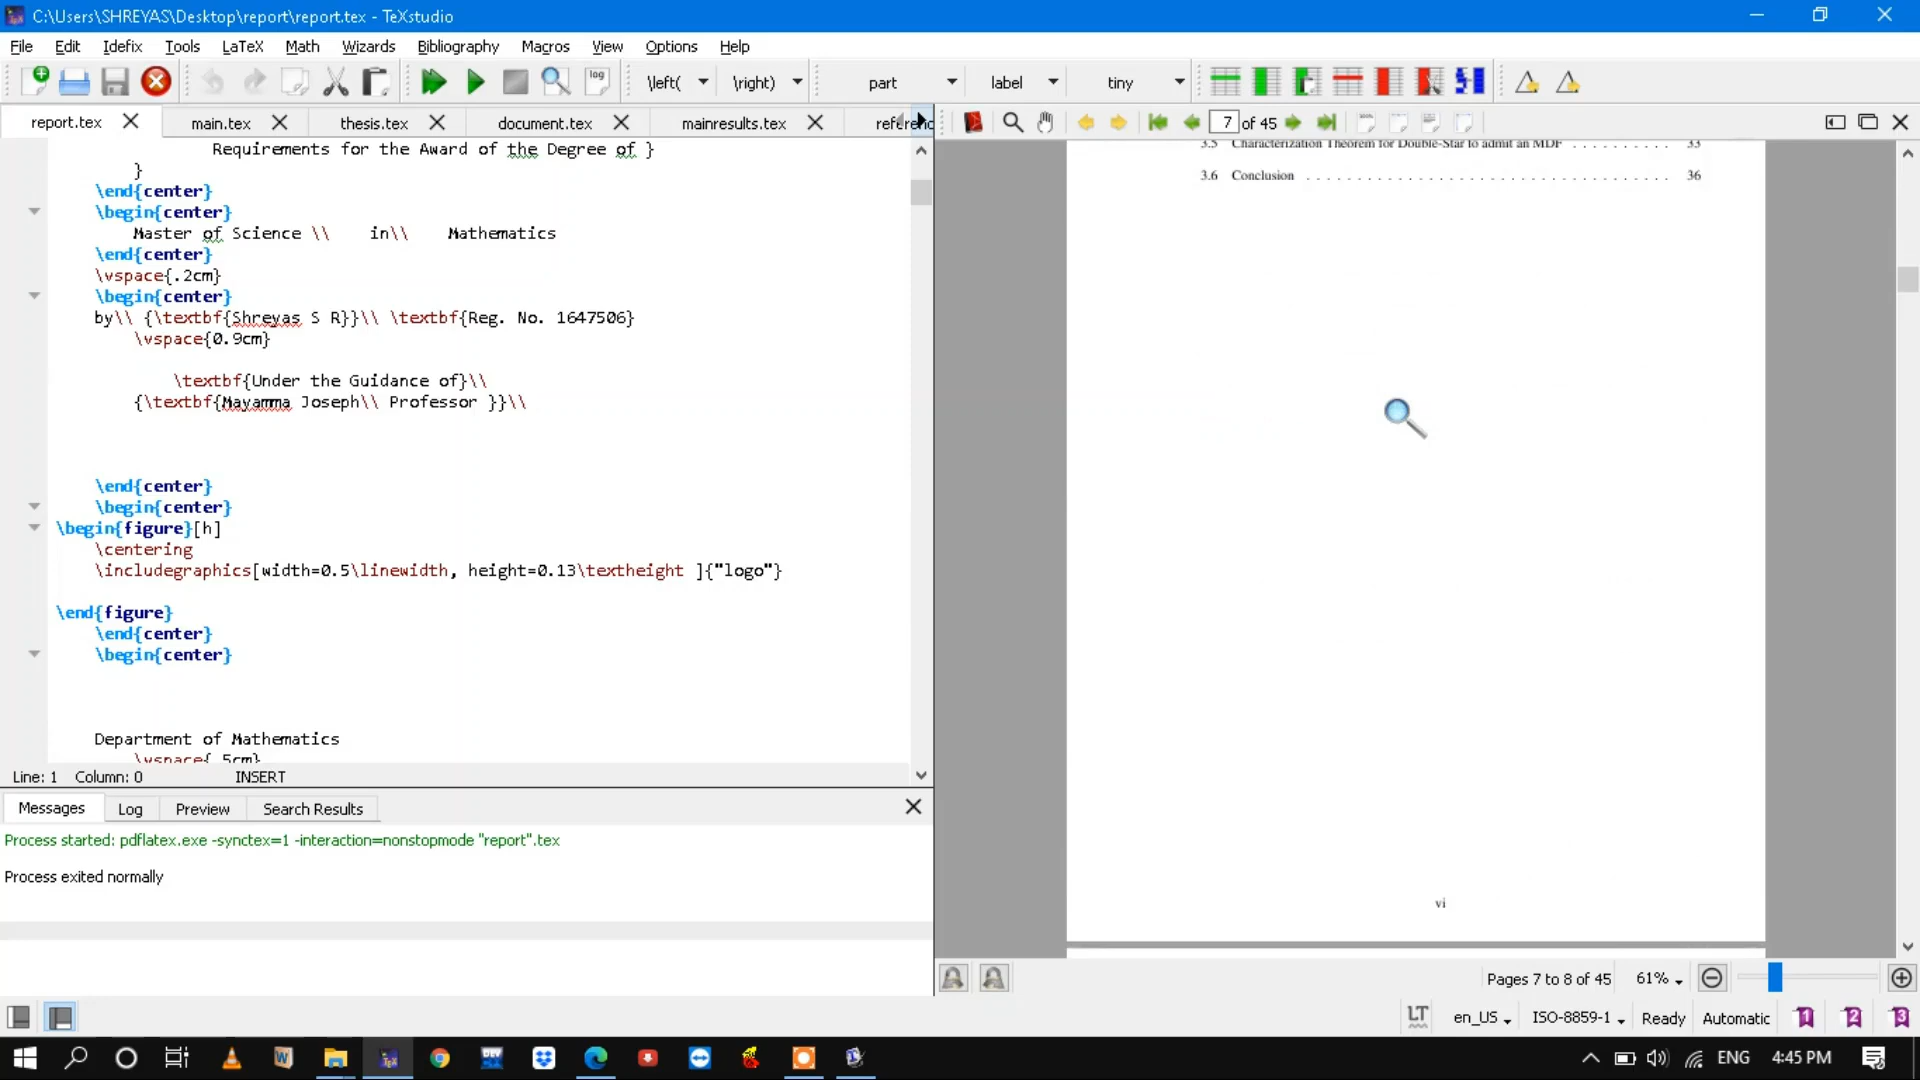 C:\Users\SHREYAS\Desktop\report\report.tex - TeXstudio
File Edit Idefix Tools LaTeX Math Wizards Bibliography Macros View Options Help
log \left( \right) part label tiny
report.tex main.tex thesis.tex document.tex mainresults.tex 7 of 45
Requirements for the Award of the Degree of }
}
\end{center}
\begin{center}
Master of Science \\ in\\ Mathematics
\end{center}
\vspace{.2cm}
\begin{center}
by\\ {\textbf{Shreyas S R}}\\ \textbf{Reg. No. 1647506}
\vspace{0.9cm}
\textbf{Under the Guidance of}\\
{\textbf{Mayamma Joseph\\ Professor }}\\
\end{center}
\begin{center}
\begin{figure}[h]
\centering
\includegraphics[width=0.5\linewidth, height=0.13\textheight ]{"logo"}
\end{figure}
\end{center}
\begin{center}
Department of Mathematics
\vspace{.5cm}
Line: 1 Column: 0 INSERT
Messages Log Preview Search Results
Process started: pdflatex.exe -synctex=1 -interaction=nonstopmode "report".tex
Process exited normally
3.5 Characterization Theorem for Double-Star to admit an MDF . . . . . . . . . . 33
3.6 Conclusion . . . . . . . . . . . . . . . . . . . . . . . . . . . . . . . . . . 36
vi
Pages 7 to 8 of 45 61%
LT en_US ISO-8859-1 Ready Automatic 1 2 3
W DEV ENG 4:45 PM